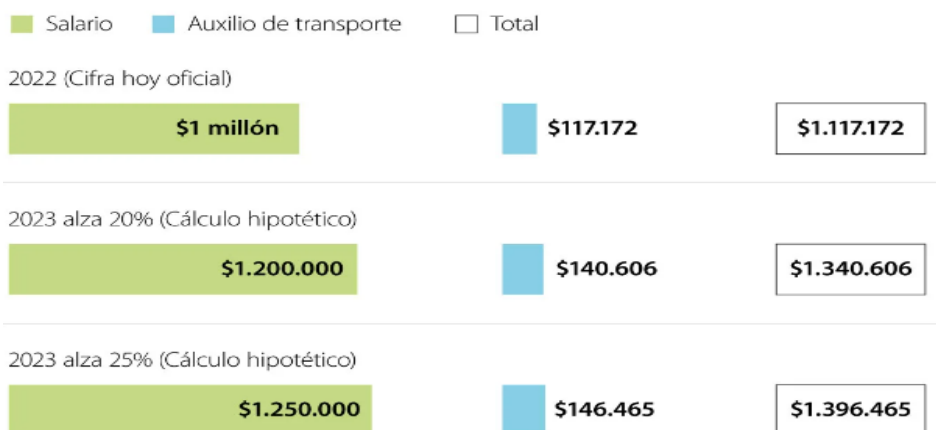 Salario Auxilio de transporte Total
2022 (Cifra hoy oficial)
$1 millón $117.172 $1.117.172
2023 alza 20% (Cálculo hipotético)
$1.200.000 $140.606 $1.340.606
2023 alza 25% (Cálculo hipotético)
$1.250.000 $146.465 $1.396.465